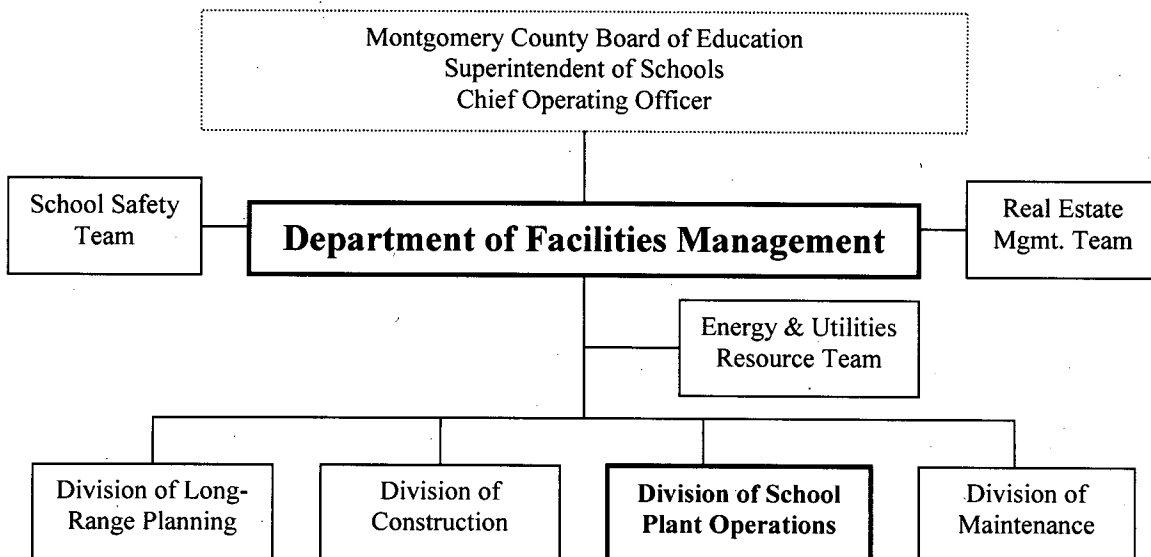 Montgomery County Board of Education
Superintendent of Schools
Chief Operating Officer
School Safety
Team
Department of Facilities Management
Real Estate
Mgmt. Team
Energy & Utilities
Resource Team
Division of Long-
Range Planning
Division of
Construction
Division of School
Plant Operations
Division of
Maintenance